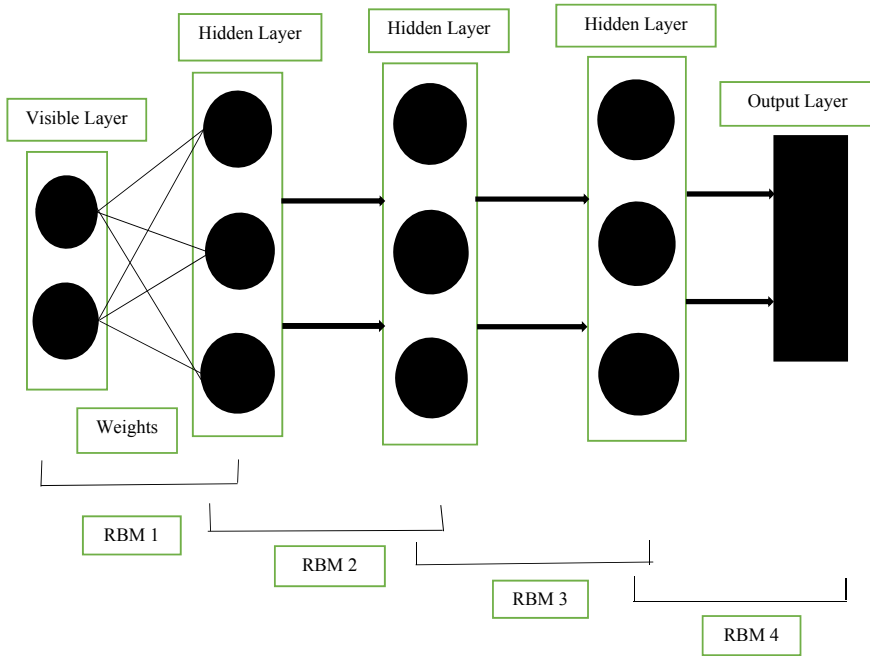 Hidden Layer
Hidden Layer
Hidden Layer
Output Layer
Visible Layer
Weights
RBM 1
RBM 2
RBM 3
RBM 4